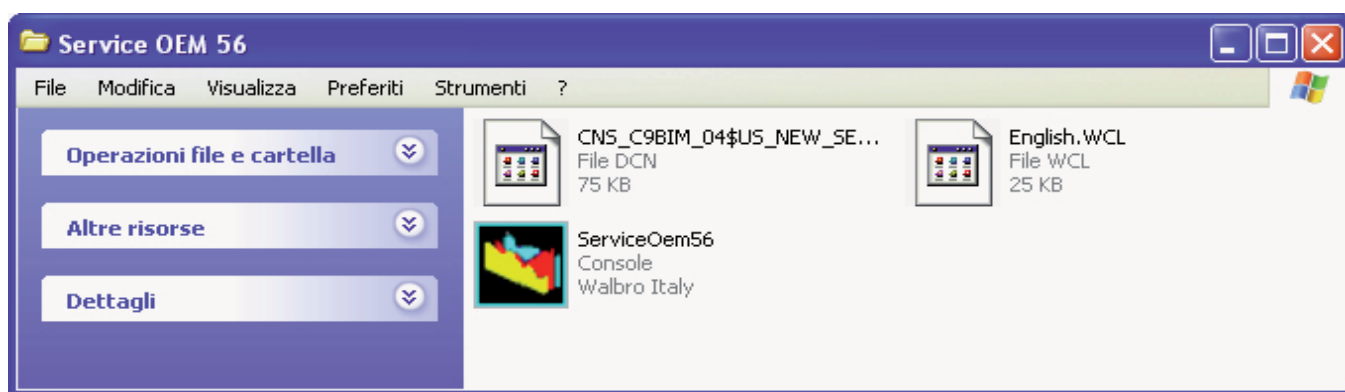 Service OEM 56
File Modifica Visualizza Preferiti Strumenti ?
Operazioni file e cartella
Altre risorse
Dettagli
CNS_C9BIM_04$US_NEW_SE...
File DCN
75 KB
English.WCL
File WCL
25 KB
ServiceOem56
Console
Walbro Italy